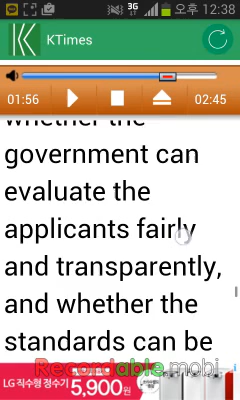 3G 오후 12:38
KTimes
01:56 02:45
whether the
government can
evaluate the
applicants fairly
and transparently,
and whether the
standards can be
Recordable.mobi
LG 직수형 정수기 5,900원